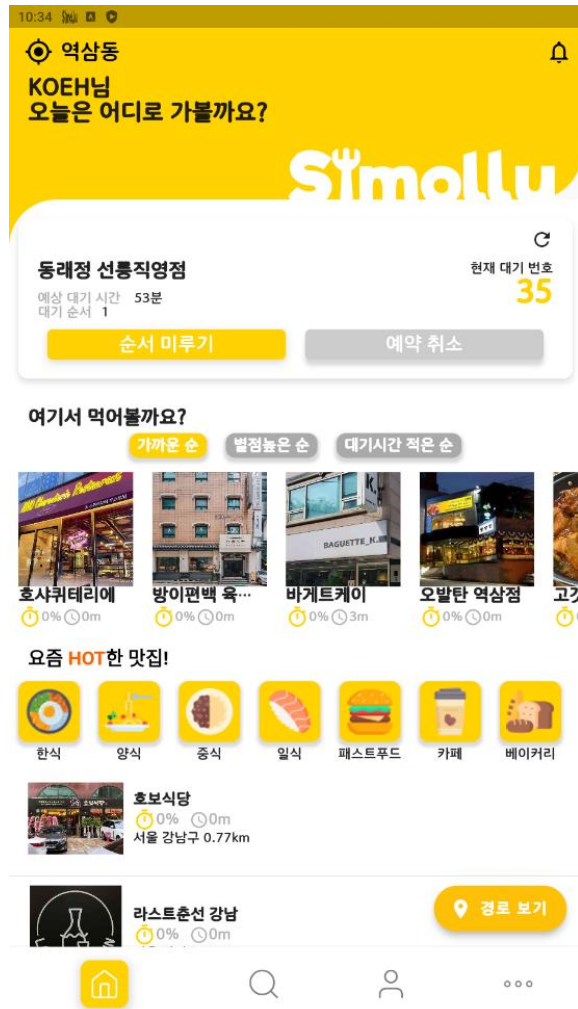 10:34
역삼동
KOEH님
오늘은 어디로 가볼까요?
Simolly
동래정 선릉직영점
현재 대기 번호
35
예상 대기 시간 53분
대기 순서 1
순서 미루기
예약 취소
여기서 먹어볼까요?
가까운 순
별점높은 순
대기시간 적은 순
BAGUETTE_K.
호샤퀴테리에
방이편백 육…
바게트케이
오발탄 역삼점
0% 0m
0% 0m
0% 3m
0% 0m
요즘 HOT한 맛집!
한식
양식
중식
일식
패스트푸드
카페
베이커리
호보식당
0% 0m
서울 강남구 0.77km
라스트춘선 강남
0% 0m
경로 보기